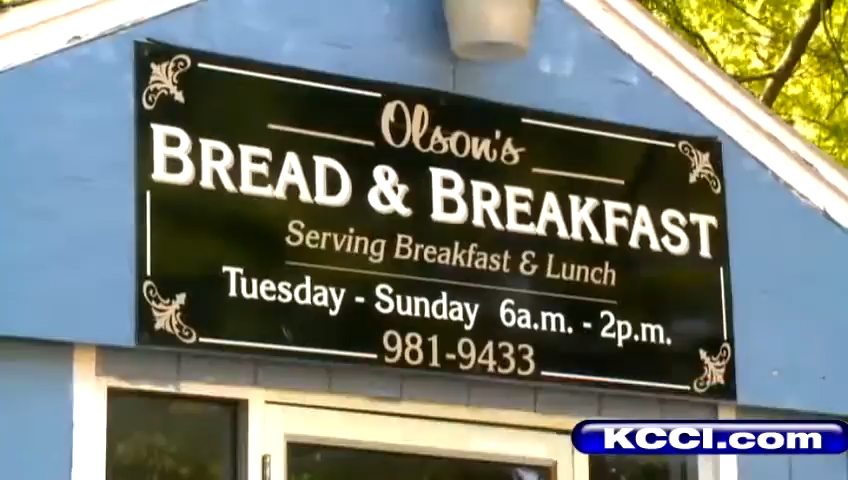 Olson's
BREAD & BREAKFAST
Serving Breakfast & Lunch
Tuesday - Sunday 6a.m. - 2p.m.
981-9433
KCCI.com